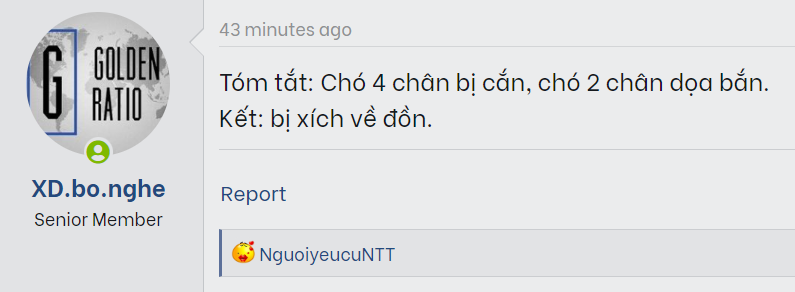 43 minutes ago
G GOLDEN
RATIO
Tóm tắt: Chó 4 chân bị cắn, chó 2 chân dọa bắn.
Kết: bị xích về đồn.
XD.bo.nghe
Senior Member
Report
NguoiyeucuNTT